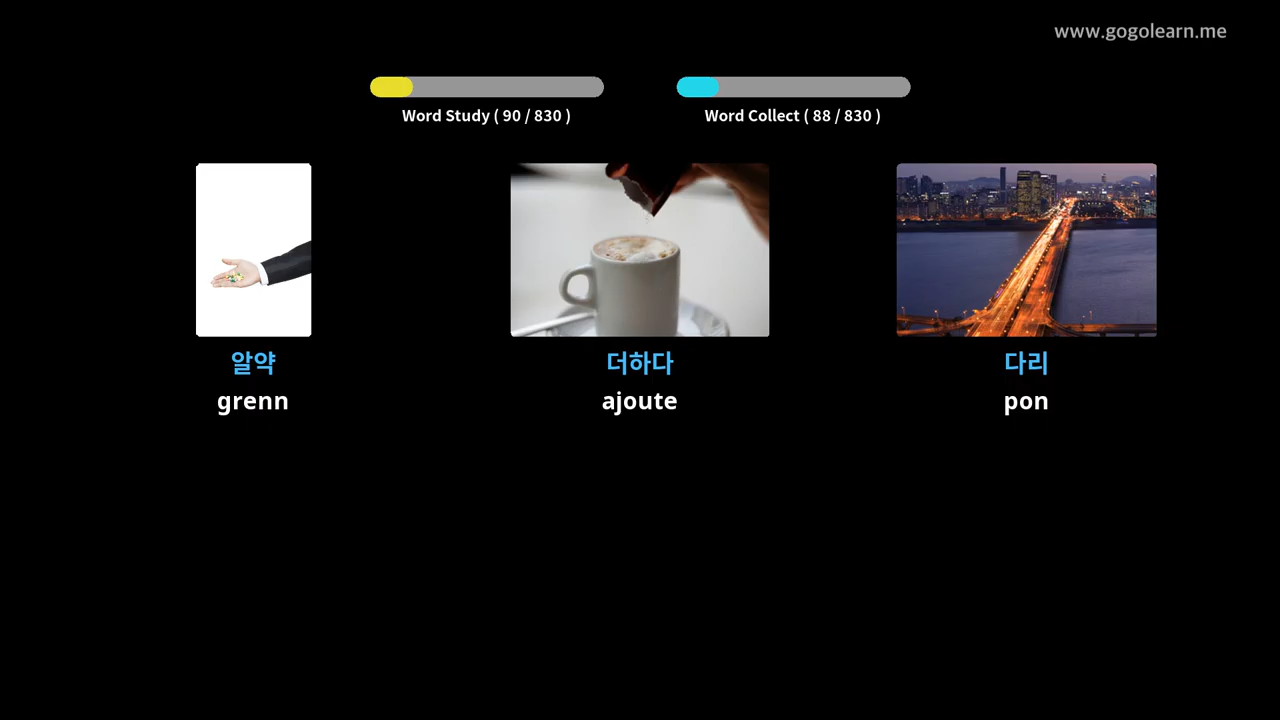 www.gogolearn.me
Word Study ( 90 / 830 )
Word Collect ( 88 / 830 )
알약
grenn
더하다
ajoute
다리
pon